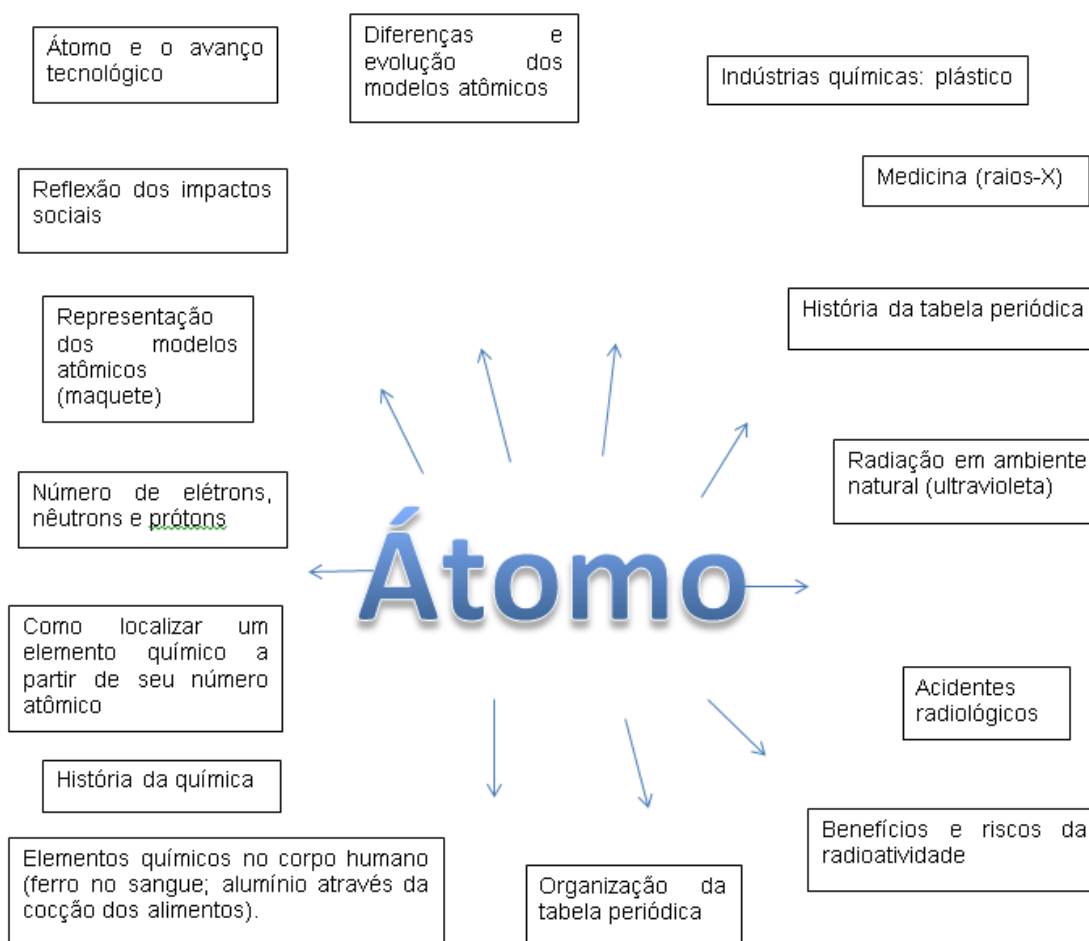 Átomo e o avanço
tecnológico
Diferenças e
evolução dos
modelos atômicos
Indústrias químicas: plástico
Medicina (raios-X)
Reflexão dos impactos
sociais
História da tabela periódica
Representação
dos modelos
atômicos
(maquete)
Radiação em ambiente
natural (ultravioleta)
Número de elétrons,
nêutrons e prótons
Átomo
Como localizar um
elemento químico a
partir de seu número
atômico
Acidentes
radiológicos
História da química
Benefícios e riscos da
radioatividade
Elementos químicos no corpo humano
(ferro no sangue; alumínio através da
cocção dos alimentos).
Organização da
tabela periódica